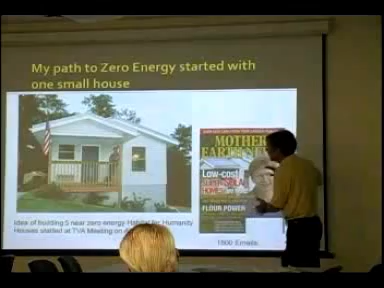 My path to Zero Energy started with
one small house
MOTHER
EARTH NEWS
Low-cost
HOME
FLOUR POWER
Idea of building 5 near zero energy Habitat for Humanity
Houses started at TVA Meeting on
1800 Emails